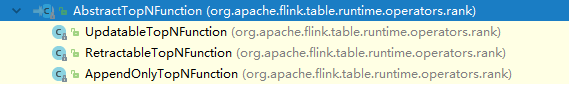 AbstractTopNFunction (org.apache.flink.table.runtime.operators.rank)
UpdatableTopNFunction (org.apache.flink.table.runtime.operators.rank)
RetractableTopNFunction (org.apache.flink.table.runtime.operators.rank)
AppendOnlyTopNFunction (org.apache.flink.table.runtime.operators.rank)